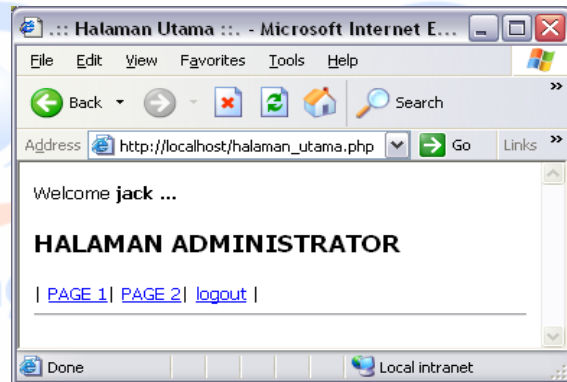 .:: Halaman Utama ::. - Microsoft Internet E...
File Edit View Favorites Tools Help
Back Search »
Address http://localhost/halaman_utama.php Go Links »
Welcome jack ...
HALAMAN ADMINISTRATOR
| PAGE 1| PAGE 2| logout |
Done Local intranet